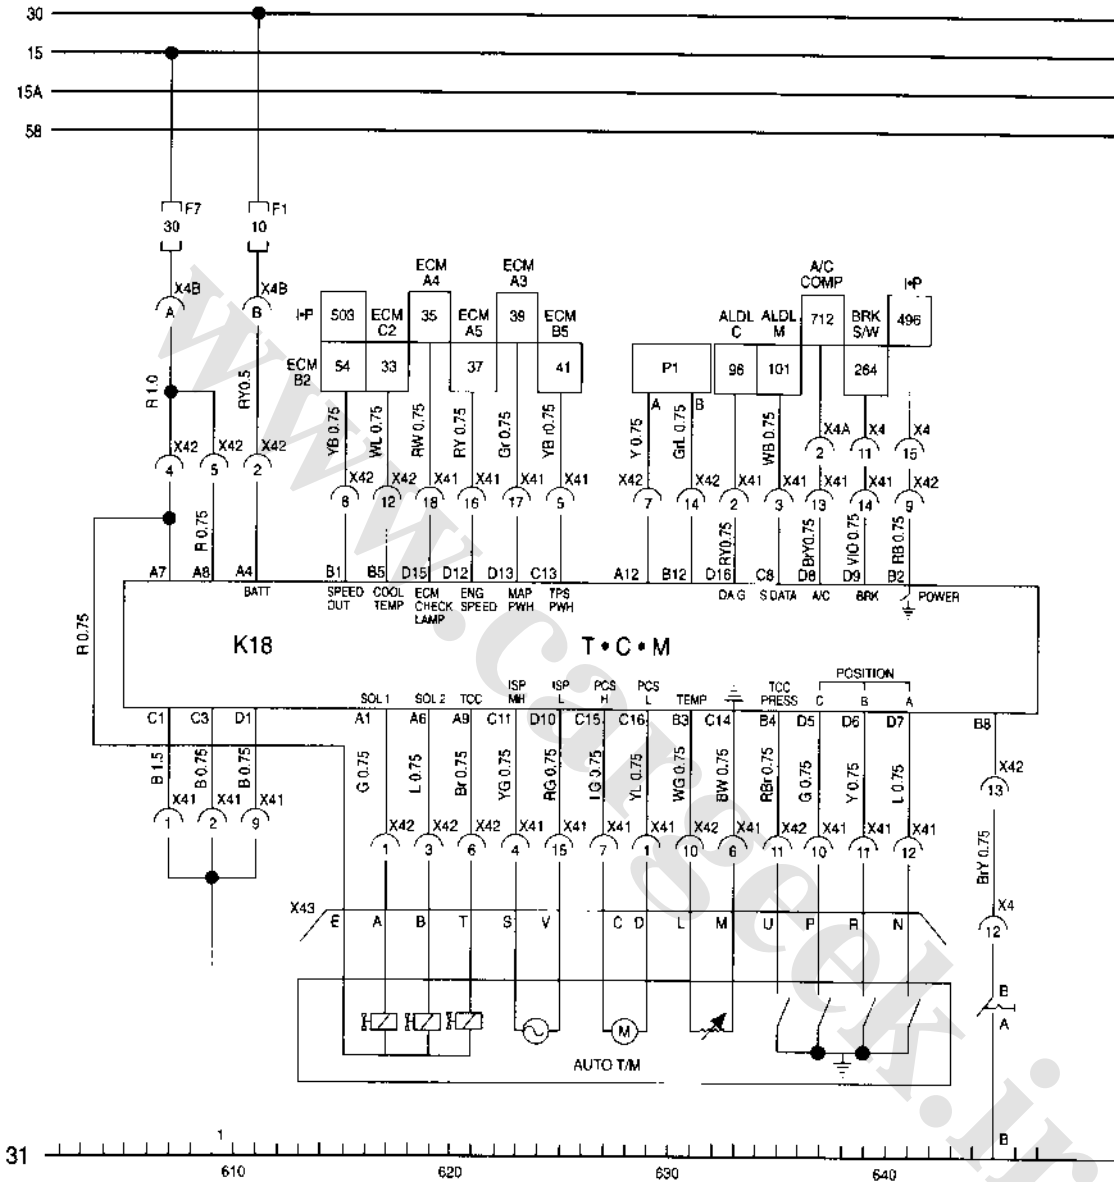 30
15
15A
58
F7 F1
30 10
X4B X4B
A B
R 1.0
RY0.5
X42 X42 X42
4 5 2
R 0.75
R 0.75
ECM A4
ECM A3
A/C COMP
I•P
I•P 503 ECM C2 35 ECM A5 39 ECM B5
ECM B2 54 33 37 41
P1
ALDL C ALDL M 712 BRK S/W 496
96 101 264
A B
YB 0.75 WL 0.75 RW 0.75 RY 0.75 Gr 0.75 YB r0.75
Y 0.75 GrL 0.75 WB 0.75
X4A X4 X4
2 11 15
X42 X42 X41 X41 X41 X41 X42 X42 X41 X41 X41 X41 X42
8 12 18 16 17 5 7 14 2 3 13 14 9
RY0.75 BrY0.75 VIO 0.75 RB 0.75
A7 A8 A4 B1 B5 D15 D12 D13 C13 A12 B12 D16 C8 D8 D9 B2
BATT
SPEED OUT
COOL TEMP
ECM CHECK LAMP
ENG SPEED
MAP PWH
TPS PWH
DAG S DATA A/C BRK POWER
K18 T•C•M
SOL 1 SOL 2 TCC
ISP MH
ISP L
PCS H
PCS L
TEMP
TCC PRESS
POSITION
C B A
C1 C3 D1 A1 A6 A9 C11 D10 C15 C16 B3 C14 B4 D5 D6 D7 B8
B 1.5 B 0.75 B 0.75
G 0.75 L 0.75 Br 0.75 YG 0.75 RG 0.75 LG 0.75 YL 0.75 WG 0.75 BW 0.75 RBr 0.75 G 0.75 Y 0.75 L 0.75
X41 X41 X41
1 2 9
X42 X42 X42 X41 X41 X41 X41 X42 X41 X42 X41 X41 X41
1 3 6 4 15 7 1 10 6 11 10 11 12
X42
13
BrY 0.75
X4
12
X43
E A B T S V C D L M U P R N
B
A
M
AUTO T/M
B
31
1
610 620 630 640
www.cargeek.ir